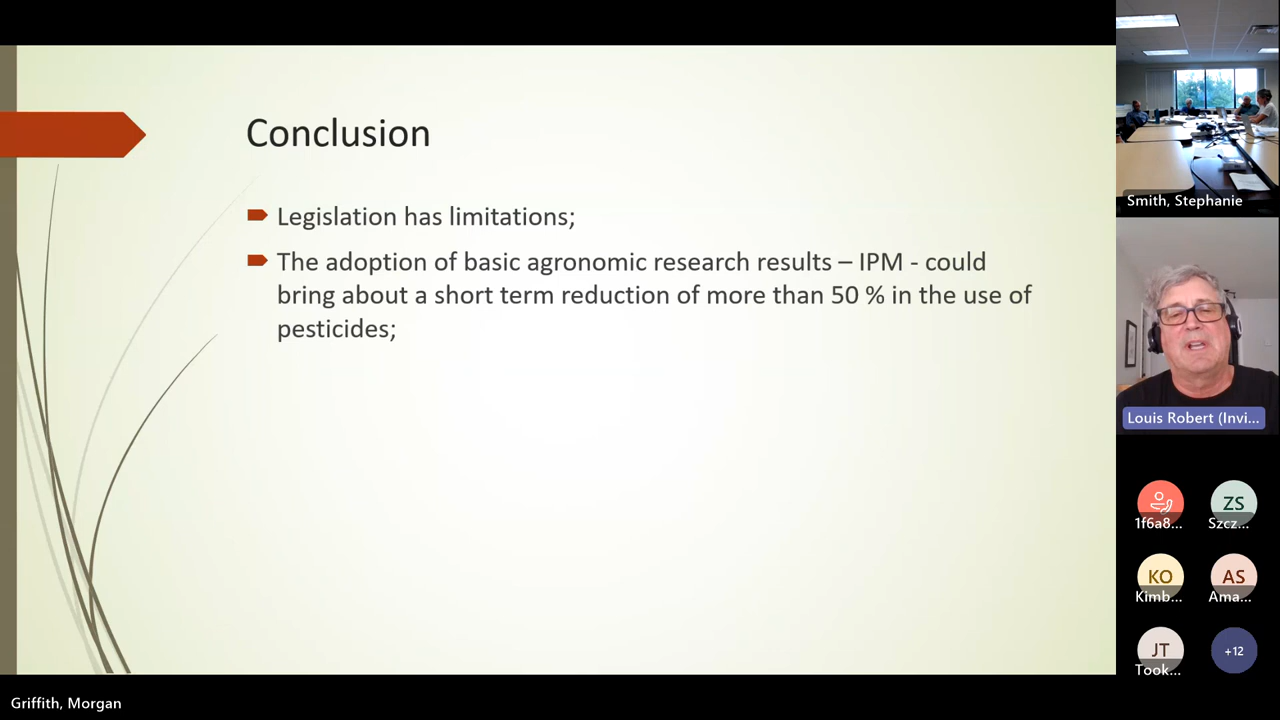 Conclusion
Legislation has limitations;
The adoption of basic agronomic research results – IPM - could
bring about a short term reduction of more than 50 % in the use of
pesticides;
Smith, Stephanie
Louis Robert (Invi...
1f6a8...
ZS
Szcz...
KO
Kimb...
AS
Ama...
JT
Took...
+12
Griffith, Morgan